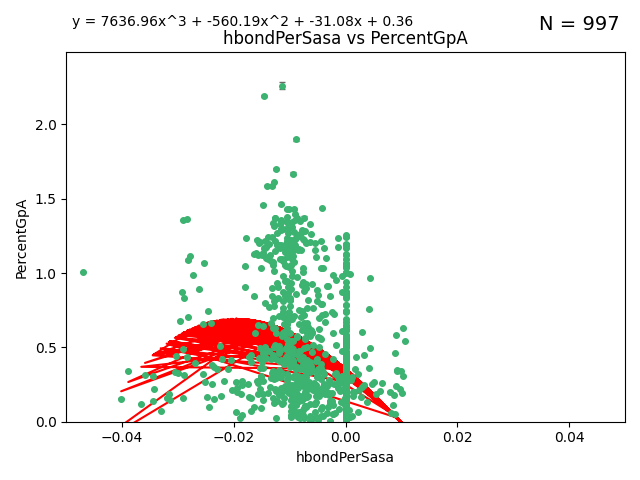 y = 7636.96x^3 + -560.19x^2 + -31.08x + 0.36
N = 997
hbondPerSasa vs PercentGpA
PercentGpA
2.0
1.5
1.0
0.5
0.0
−0.04 −0.02 0.00 0.02 0.04
hbondPerSasa